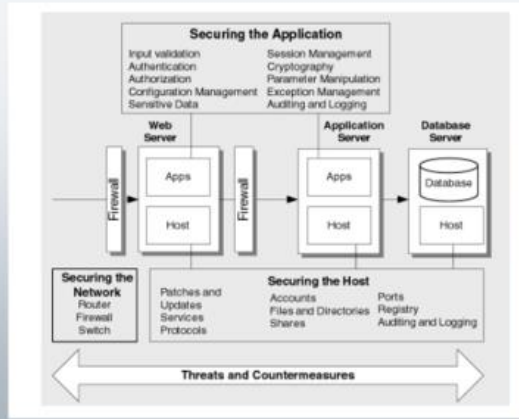 Securing the Application
Input validation
Authentication
Authorization
Configuration Management
Sensitive Data
Session Management
Cryptography
Parameter Manipulation
Exception Management
Auditing and Logging
Web
Server
Application
Server
Database
Server
Firewall
Apps
Host
Firewall
Apps
Host
Database
Host
Securing the
Network
Router
Firewall
Switch
Securing the Host
Patches and
Updates
Services
Protocols
Accounts
Files and Directories
Shares
Ports
Registry
Auditing and Logging
Threats and Countermeasures